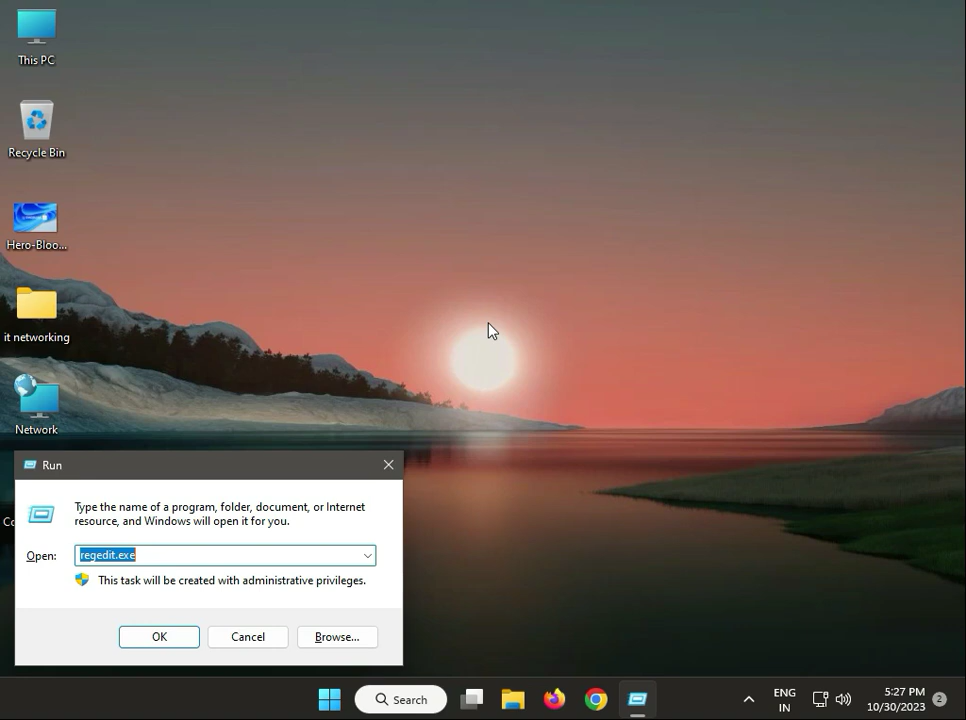 This PC
Recycle Bin
Hero-Bloo...
it networking
Network
Co
Run
Type the name of a program, folder, document, or Internet
resource, and Windows will open it for you.
Open:
regedit.exe
This task will be created with administrative privileges.
OK
Cancel
Browse...
Search
ENG
IN
5:27 PM
10/30/2023
2